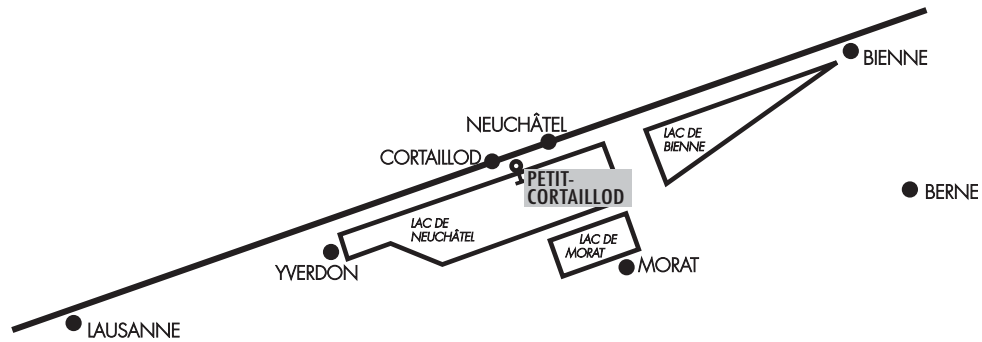 BIENNE
NEUCHÂTEL
LAC DE
BIENNE
CORTAILLOD
PETIT-
CORTAILLOD
BERNE
LAC DE
NEUCHÂTEL
LAC DE
MORAT
YVERDON
MORAT
LAUSANNE